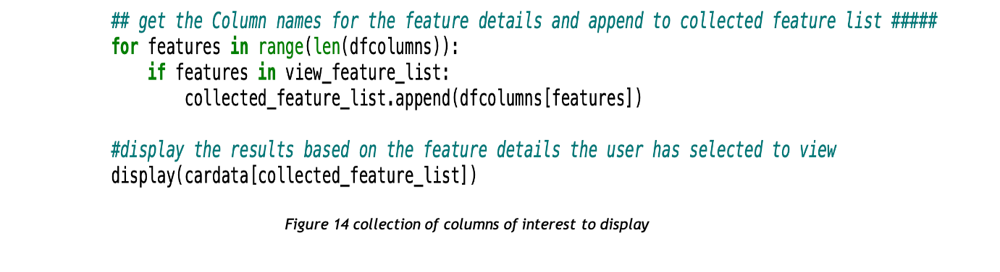 ## get the Column names for the feature details and append to collected feature list #####
for features in range(len(dfcolumns)):
    if features in view_feature_list:
        collected_feature_list.append(dfcolumns[features])
#display the results based on the feature details the user has selected to view
display(cardata[collected_feature_list])
Figure 14 collection of columns of interest to display